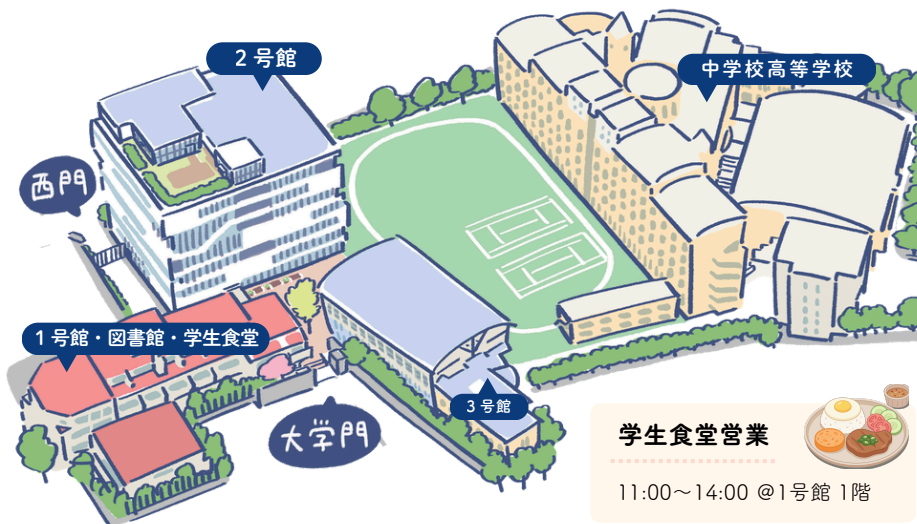 2号館
中学校高等学校
西門
1号館・図書館・学生食堂
3号館
大学門
学生食堂営業
11:00〜14:00 @1号館 1階